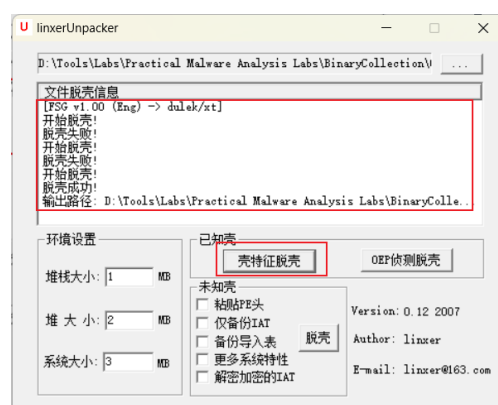 linxerUnpacker
D:\Tools\Labs\Practical Malware Analysis Labs\BinaryCollection\
...
文件脱壳信息
[FSG v1.00 (Eng) -> dulek/xt]
开始脱壳!
脱壳失败!
开始脱壳!
脱壳失败!
开始脱壳!
脱壳成功!
输出路径: D:\Tools\Labs\Practical Malware Analysis Labs\BinaryColle..
环境设置
堆栈大小: 1 MB
堆 大 小: 2 MB
系统大小: 3 MB
已知壳
壳特征脱壳
OEP侦测脱壳
未知壳
粘贴PE头
仅备份IAT
备份导入表
更多系统特性
解密加密的IAT
脱壳
Version: 0.12 2007
Author: linxer
E-mail: linxer@163.com